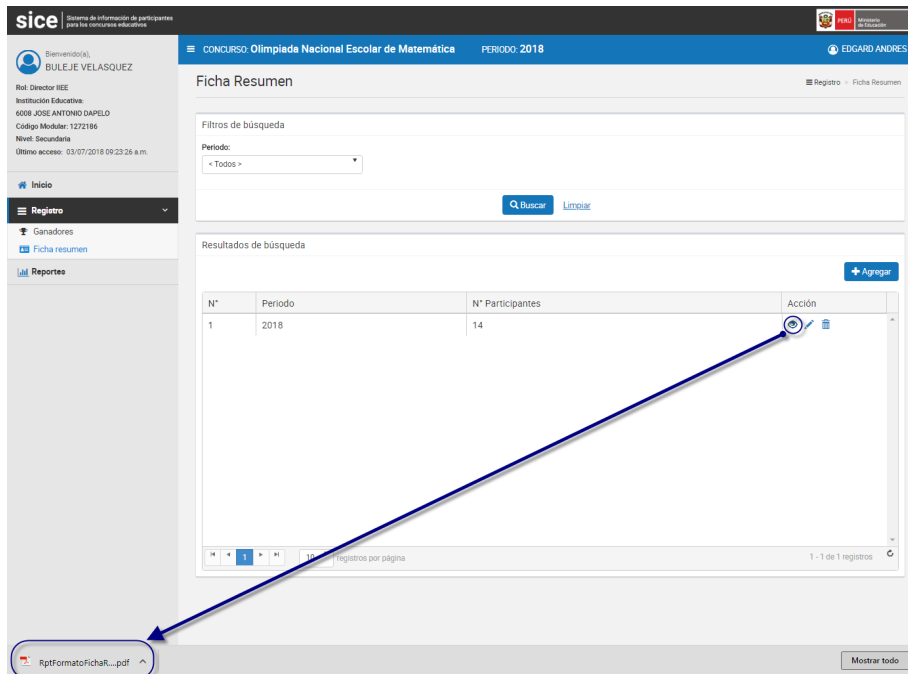 sice Sistema de información de participantes
para los concursos educativos
PERÚ Ministerio
de Educación
Bienvenido(a),
BULEJE VELASQUEZ
Rol: Director IIEE
Institución Educativa:
6008 JOSE ANTONIO DAPELO
Código Modular: 1272186
Nivel: Secundaria
Último acceso: 03/07/2018 09:23:26 a.m.
Inicio
Registro
Ganadores
Ficha resumen
Reportes
CONCURSO: Olimpiada Nacional Escolar de Matemática PERIODO: 2018 EDGARD ANDRES
Ficha Resumen
Registro > Ficha Resumen
Filtros de búsqueda
Periodo:
< Todos >
Buscar Limpiar
Resultados de búsqueda
Agregar
N° Periodo N° Participantes Acción
1 2018 14
1 10 registros por página 1 - 1 de 1 registros
RptFormatoFichaR....pdf Mostrar todo